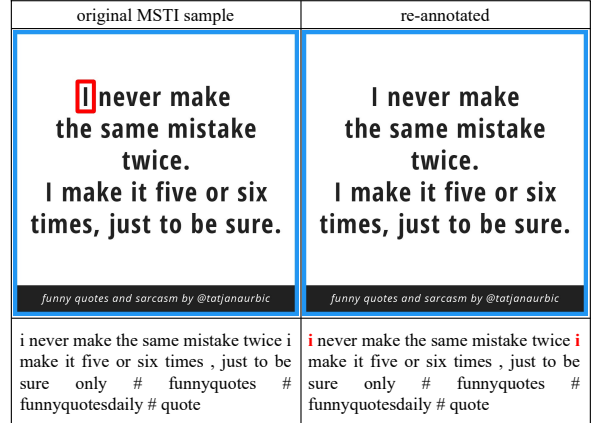 original MSTI sample
re-annotated
I never make
the same mistake
twice.
I make it five or six
times, just to be sure.
funny quotes and sarcasm by @tatjanaurbic
I never make
the same mistake
twice.
I make it five or six
times, just to be sure.
funny quotes and sarcasm by @tatjanaurbic
i never make the same mistake twice i
make it five or six times , just to be
sure only # funnyquotes #
funnyquotesdaily # quote
i never make the same mistake twice i
make it five or six times , just to be
sure only # funnyquotes #
funnyquotesdaily # quote